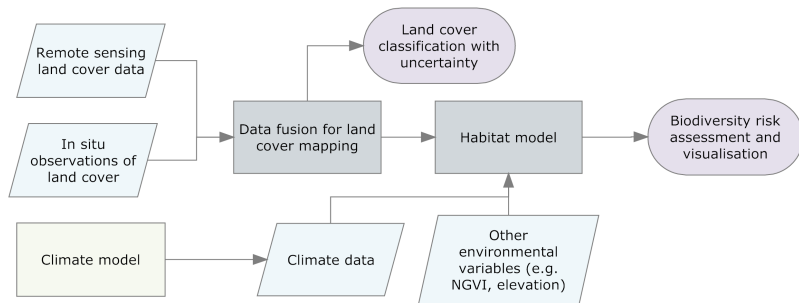 Remote sensing
land cover data
Land cover
classification with
uncertainty
In situ
observations of
land cover
Data fusion for land
cover mapping
Habitat model
Biodiversity risk
assessment and
visualisation
Climate model
Climate data
Other
environmental
variables (e.g.
NGVI, elevation)